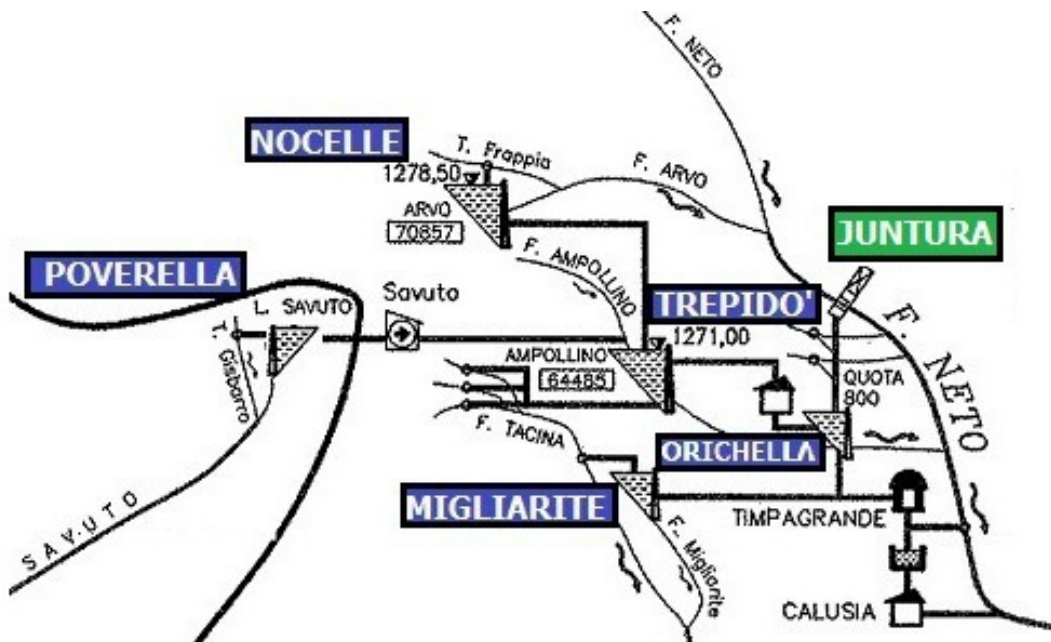 F. NETO
NOCELLE
T. Frappia
1278,50
F. ARVO
ARVO
70857
JUNTURA
POVERELLA
F. AMPOLLINO
Savuto
TREPIDO'
L. SAVUTO
1271,00
F. NETO
T. Gisborro
AMPOLLINO
64485
QUOTA
800
F. TACINA
ORICHELLA
MIGLIARITE
TIMPAGRANDE
SAVUTO
F. Migliarite
CALUSIA